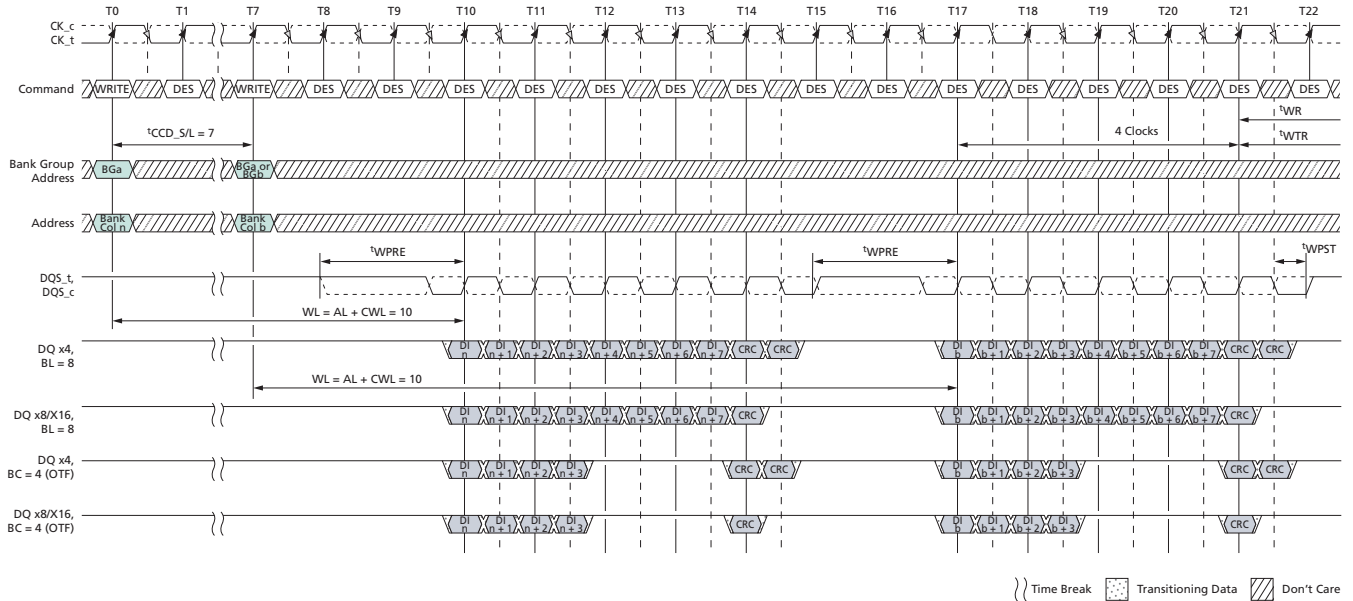 T0 T1 T7 T8 T9 T10 T11 T12 T13 T14 T15 T16 T17 T18 T19 T20 T21 T22
CK_c
CK_t
Command WRITE DES WRITE DES DES DES DES DES DES DES DES DES DES DES DES DES DES DES
tWR
tCCD_S/L = 7 4 Clocks tWTR
Bank Group
Address
BGa BGa or
BGb
Address Bank
Col n Bank
Col b
tWPRE tWPRE tWPST
DQS_t,
DQS_c
WL = AL + CWL = 10
DQ x4,
BL = 8
DI
n DI
n + 1 DI
n + 2 DI
n + 3 DI
n + 4 DI
n + 5 DI
n + 6 DI
n + 7 CRC CRC DI
b DI
b + 1 DI
b + 2 DI
b + 3 DI
b + 4 DI
b + 5 DI
b + 6 DI
b + 7 CRC CRC
WL = AL + CWL = 10
DQ x8/X16,
BL = 8
DI
n DI
n + 1 DI
n + 2 DI
n + 3 DI
n + 4 DI
n + 5 DI
n + 6 DI
n + 7 CRC DI
b DI
b + 1 DI
b + 2 DI
b + 3 DI
b + 4 DI
b + 5 DI
b + 6 DI
b + 7 CRC
DQ x4,
BC = 4 (OTF)
DI
n DI
n + 1 DI
n + 2 DI
n + 3 CRC CRC DI
b DI
b + 1 DI
b + 2 DI
b + 3 CRC CRC
DQ x8/X16,
BC = 4 (OTF)
DI
n DI
n + 1 DI
n + 2 DI
n + 3 CRC DI
b DI
b + 1 DI
b + 2 DI
b + 3 CRC
Time Break Transitioning Data Don't Care